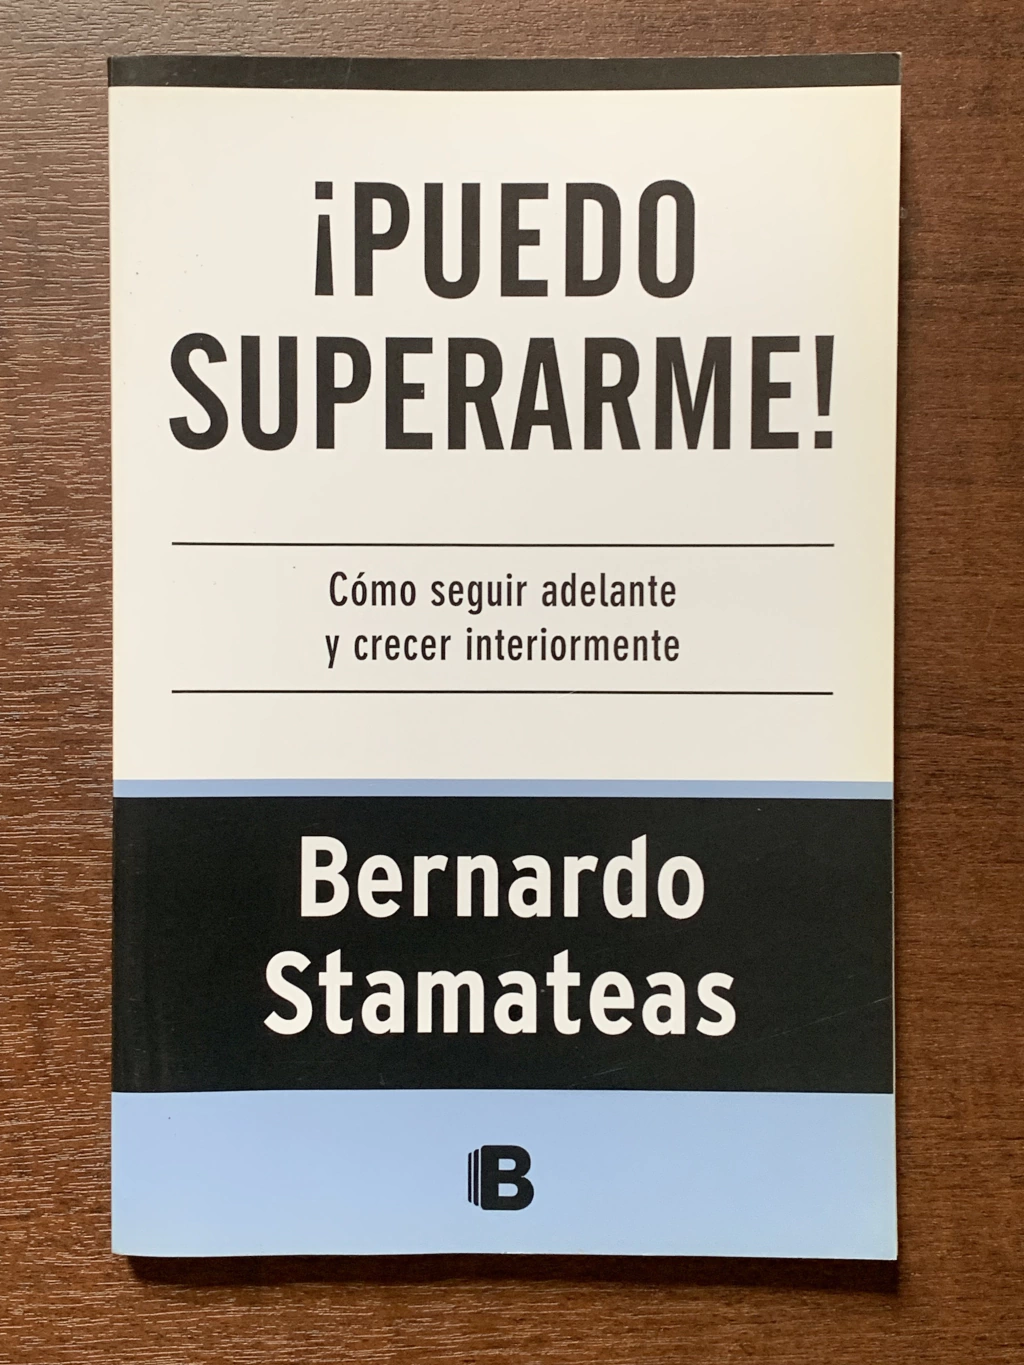 ¡PUEDO
SUPERARME!
Cómo seguir adelante
y crecer interiormente
Bernardo
Stamateas
B